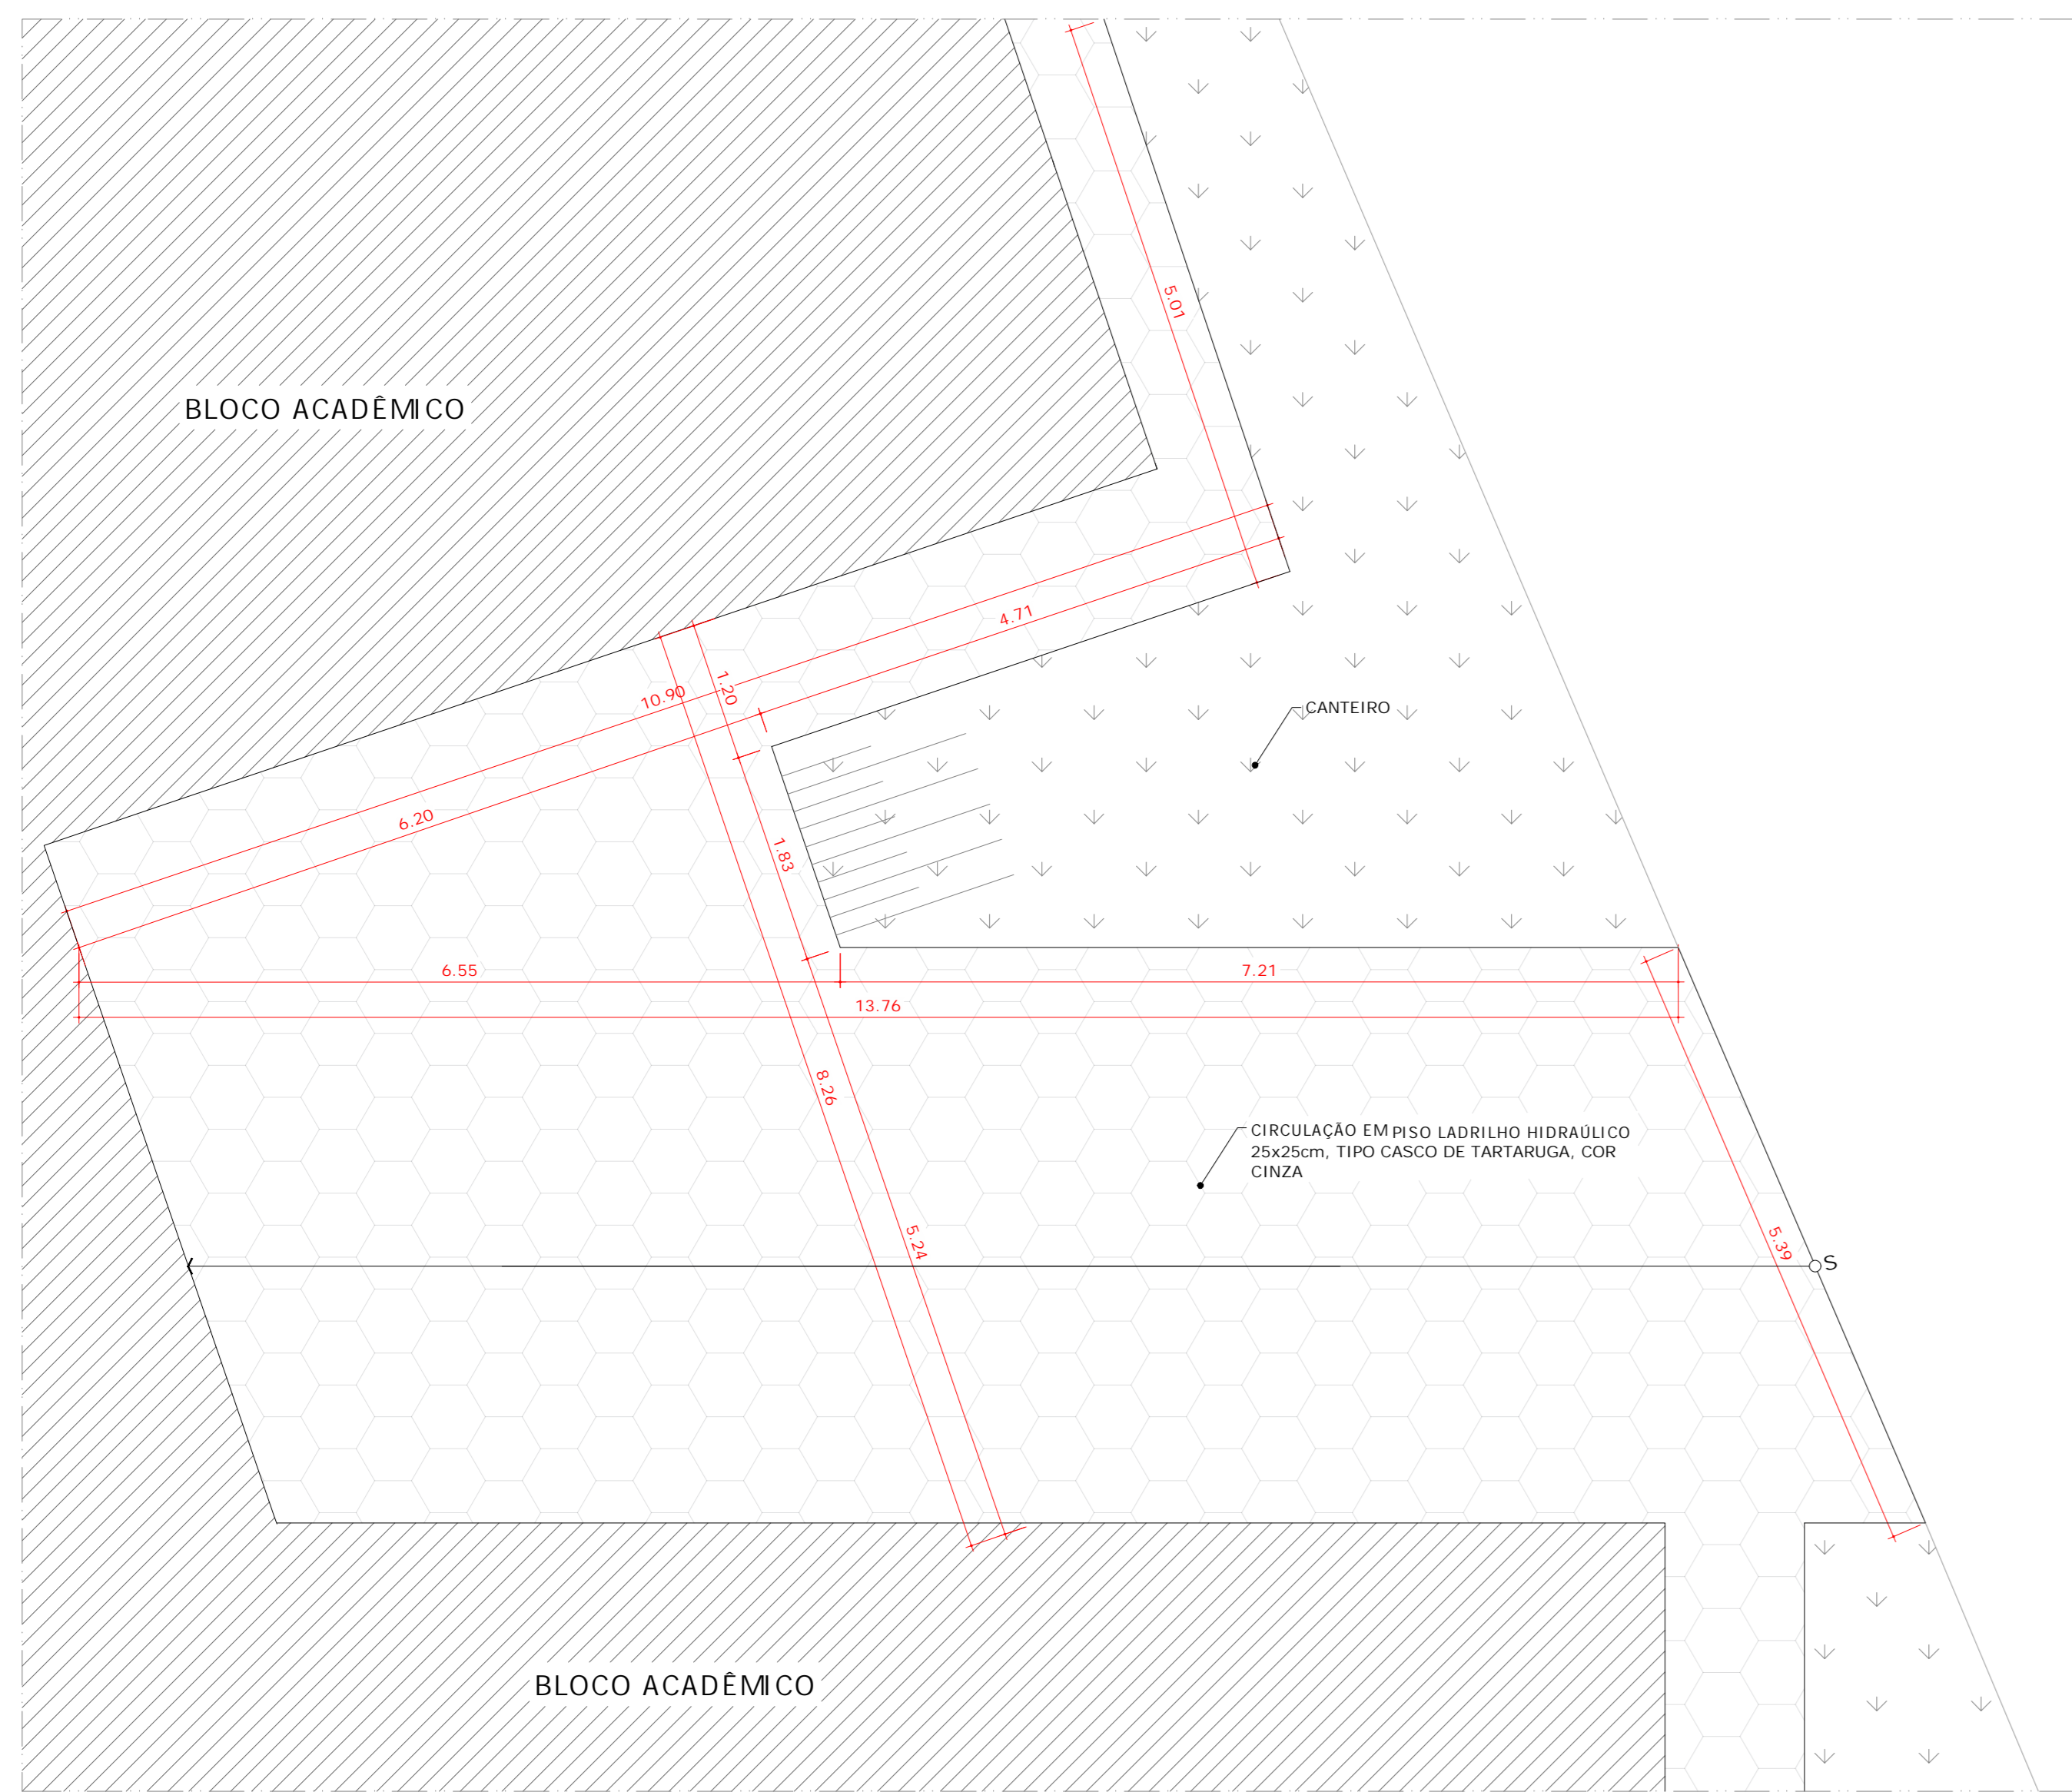 5.01
BLOCO ACADÊMICO
4.71
1.20
10.90
CANTEIRO
6.20
1.83
6.55
7.21
13.76
8.26
CIRCULAÇÃO EM PISO LADRILHO HIDRAÚLICO
25x25cm, TIPO CASCO DE TARTARUGA, COR
CINZA
5.24
5.39
S
BLOCO ACADÊMICO